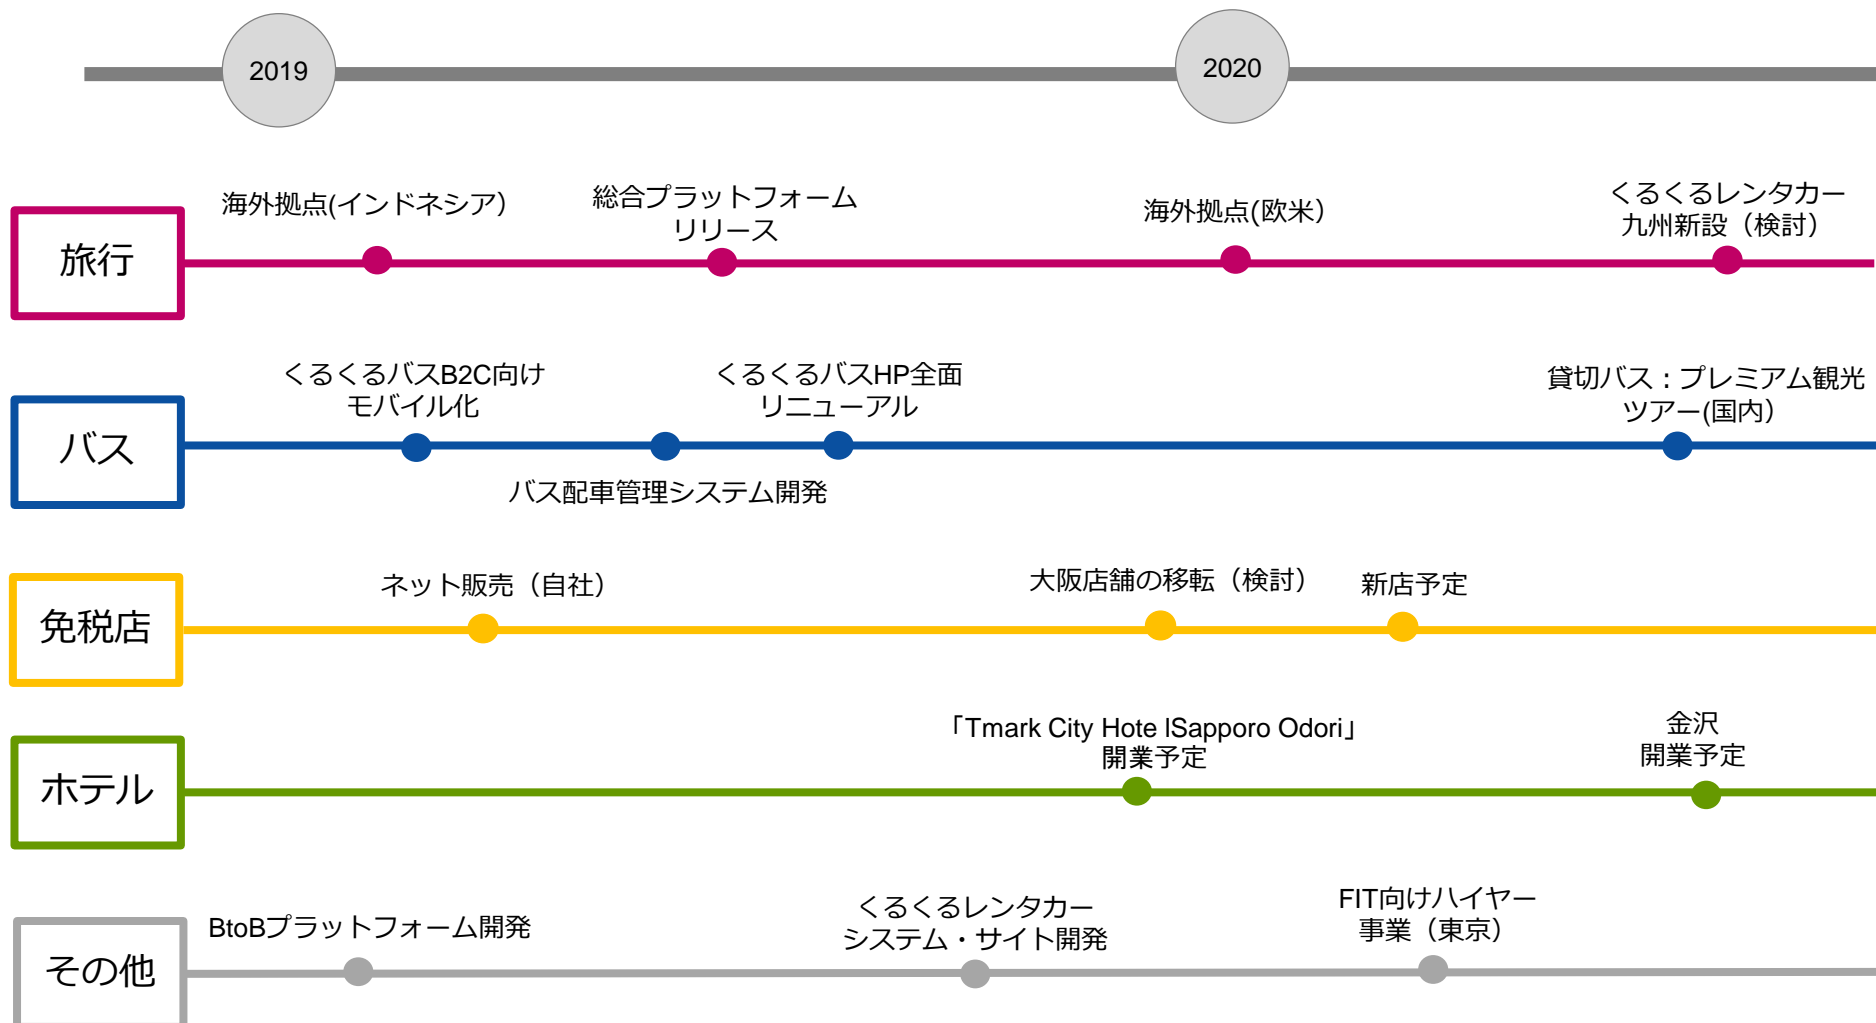 2019
2020
旅行
海外拠点(インドネシア）
総合プラットフォーム
リリース
海外拠点(欧米）
くるくるレンタカー
九州新設（検討）
バス
くるくるバスB2C向け
モバイル化
バス配車管理システム開発
くるくるバスHP全面
リニューアル
貸切バス：プレミアム観光
ツアー(国内）
免税店
ネット販売（自社）
大阪店舗の移転（検討）
新店予定
ホテル
「Tmark City Hote lSapporo Odori」
開業予定
金沢
開業予定
その他
BtoBプラットフォーム開発
くるくるレンタカー
システム・サイト開発
FIT向けハイヤー
事業（東京）